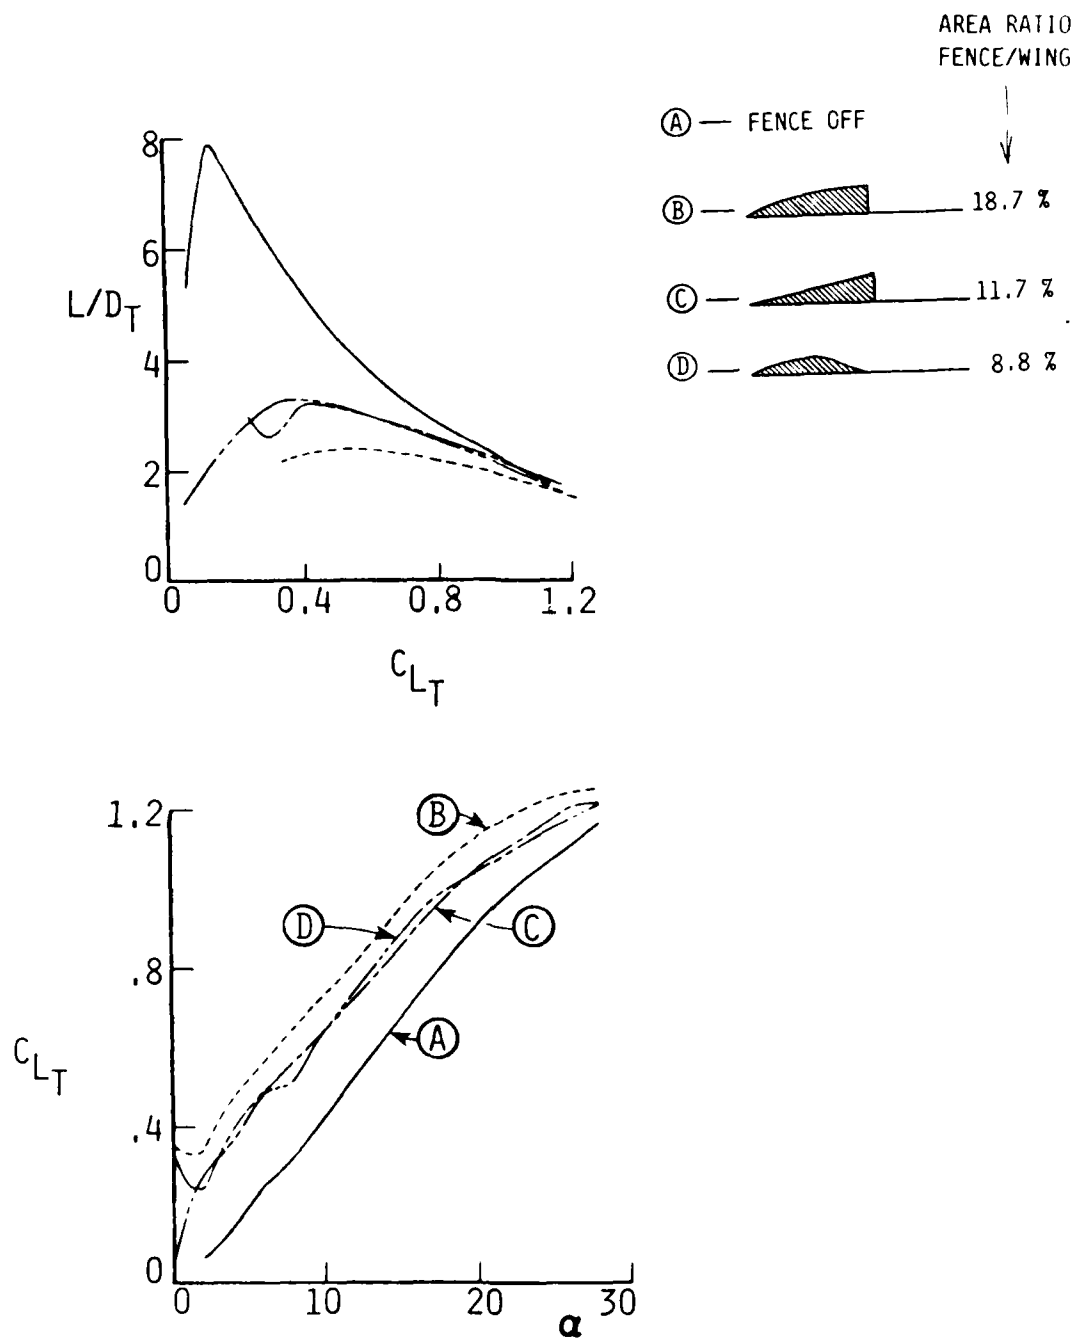 AREA RATIO
FENCE/WING
Ⓐ — FENCE OFF
Ⓑ — 18.7 %
Ⓒ — 11.7 %
Ⓓ — 8.8 %
8
6
L/D_T
4
2
0
0 0.4 0.8 1.2
C_L_T
1.2
.8
C_L_T
.4
0
0 10 20 30
α
Ⓑ
Ⓓ
Ⓒ
Ⓐ